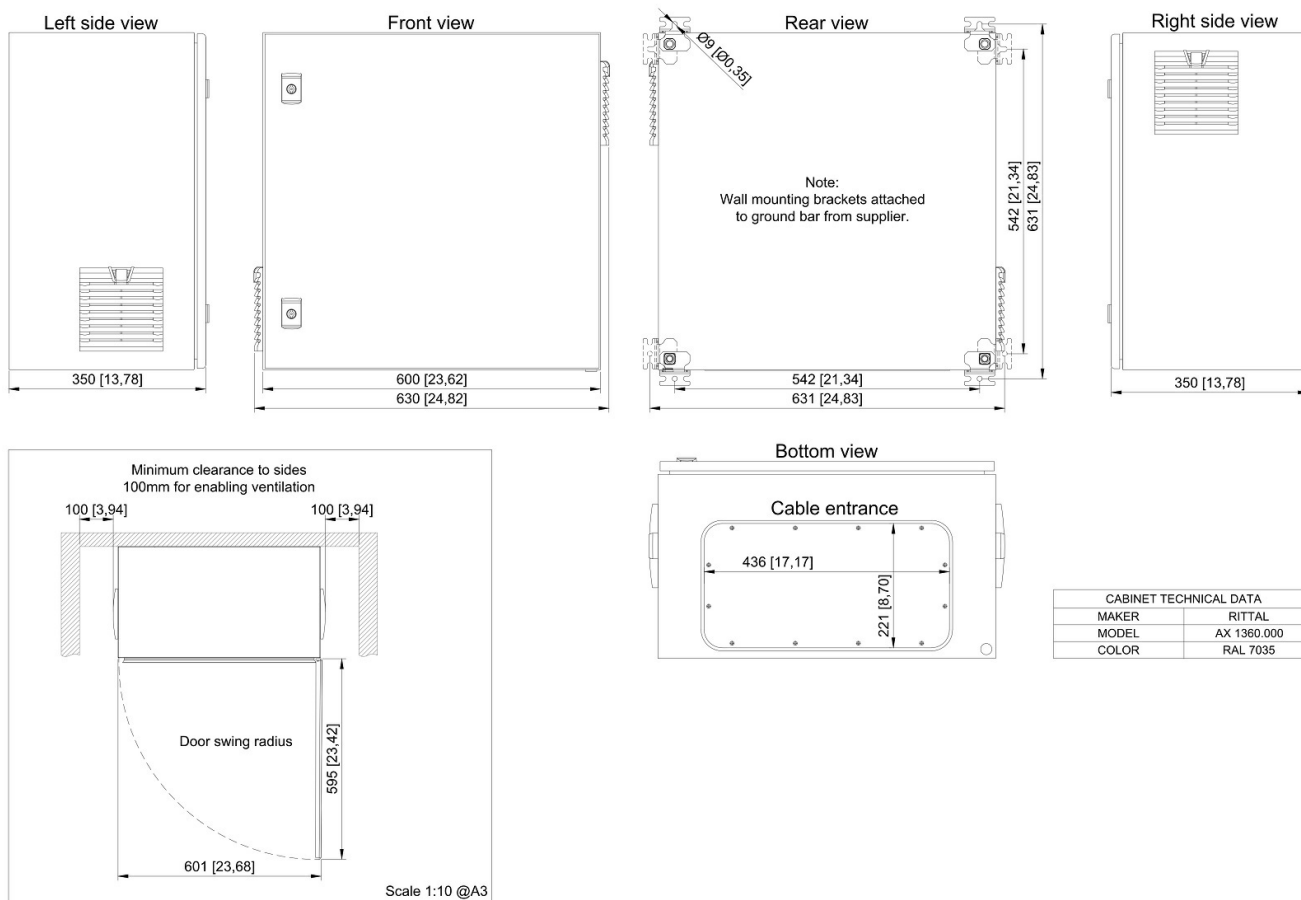 Left side view
Front view
Rear view
Right side view
Ø9 [Ø0,35]
Note:
Wall mounting brackets attached
to ground bar from supplier.
542 [21,34]
631 [24,83]
350 [13,78]
600 [23,62]
630 [24,82]
542 [21,34]
631 [24,83]
350 [13,78]
Minimum clearance to sides
100mm for enabling ventilation
100 [3,94]
100 [3,94]
Door swing radius
595 [23,42]
601 [23,68]
Scale 1:10 @A3
Bottom view
Cable entrance
436 [17,17]
221 [8,70]
CABINET TECHNICAL DATA
MAKER RITTAL
MODEL AX 1360.000
COLOR RAL 7035